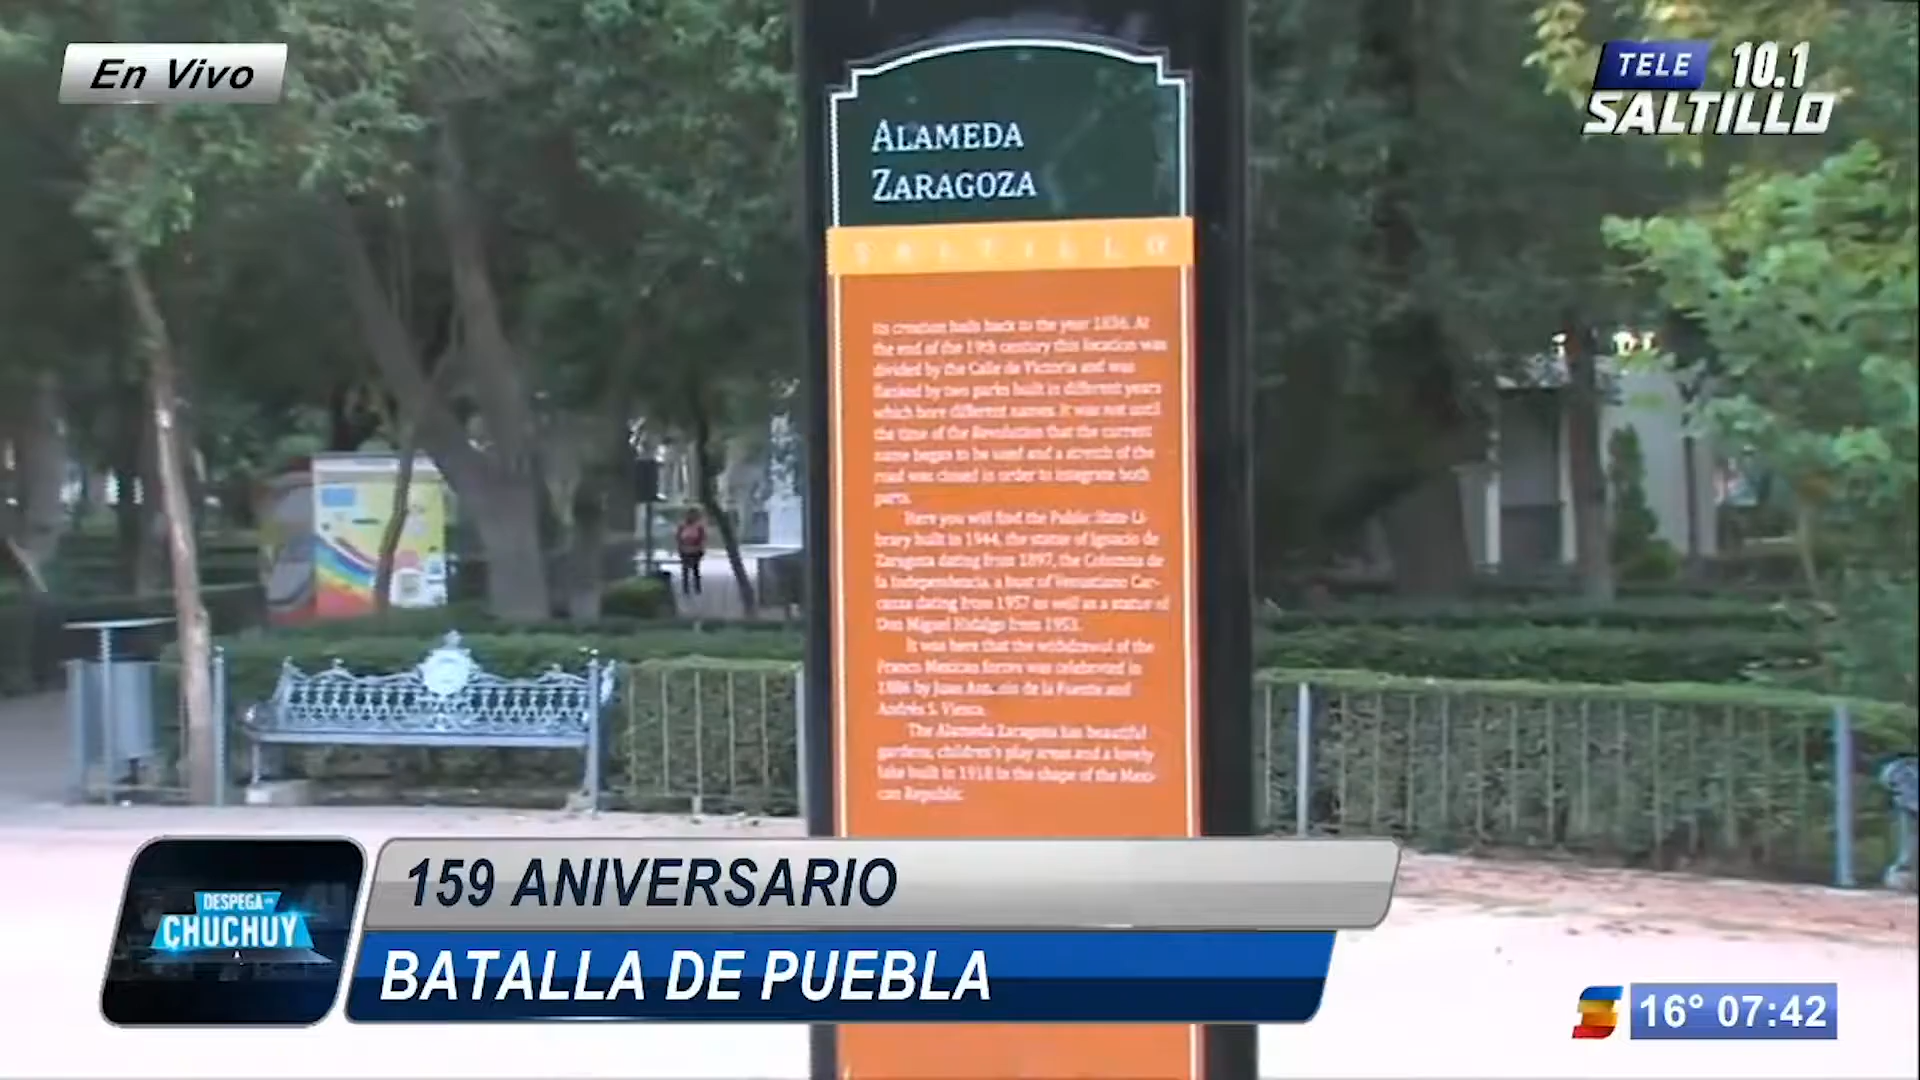 En Vivo
TELE 10.1
SALTILLO
ALAMEDA
ZARAGOZA
SALTILLO
Its creation hails back to the year 1836. At
the end of the 19th century this location was
divided by the Calle de Victoria and was
flanked by two parks built in different years
which bore different names. It was not until
the time of the Revolution that the current
name began to be used and a stretch of the
road was closed in order to integrate both
parts.
Here you will find the Public State Li-
brary built in 1944, the statue of Ignacio de
Zaragoza dating from 1897, the Columna de
la Independencia, a bust of Venustiano Car-
ranza dating from 1957 as well as a statue of
Don Miguel Hidalgo from 1953.
It was here that the withdrawal of the
Franco Mexican forces was celebrated in
1886 by Juan Antonio de la Fuente and
Andrés S. Viesca.
The Alameda Zaragoza has beautiful
gardens, children's play areas and a lovely
lake built in 1918 in the shape of the Mexi-
can Republic.
159 ANIVERSARIO
DESPEGA
CHUCHUY
BATALLA DE PUEBLA
16° 07:42